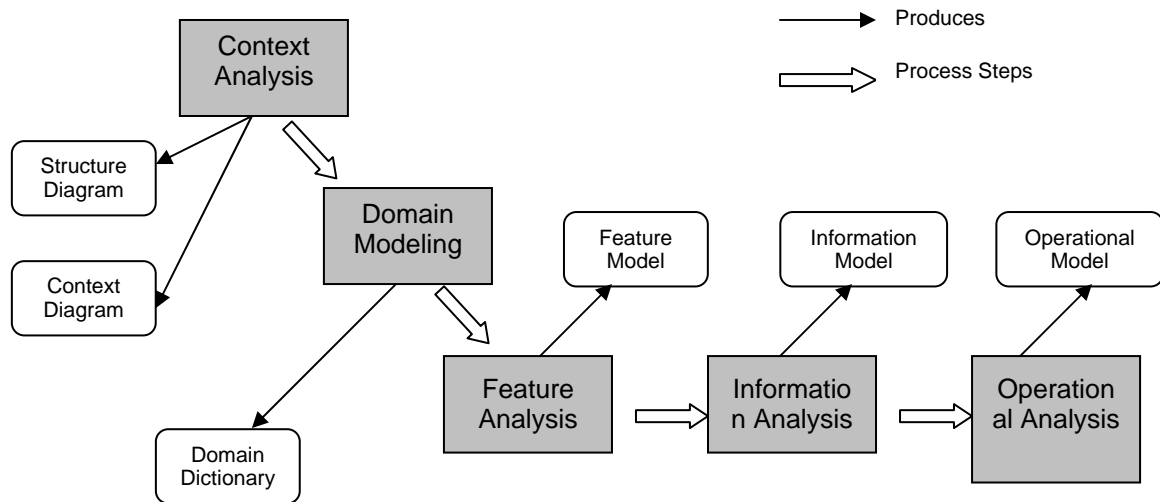 Produces
Process Steps
Context
Analysis
Structure
Diagram
Context
Diagram
Domain
Modeling
Domain
Dictionary
Feature
Model
Information
Model
Operational
Model
Feature
Analysis
Informatio
n Analysis
Operation
al Analysis